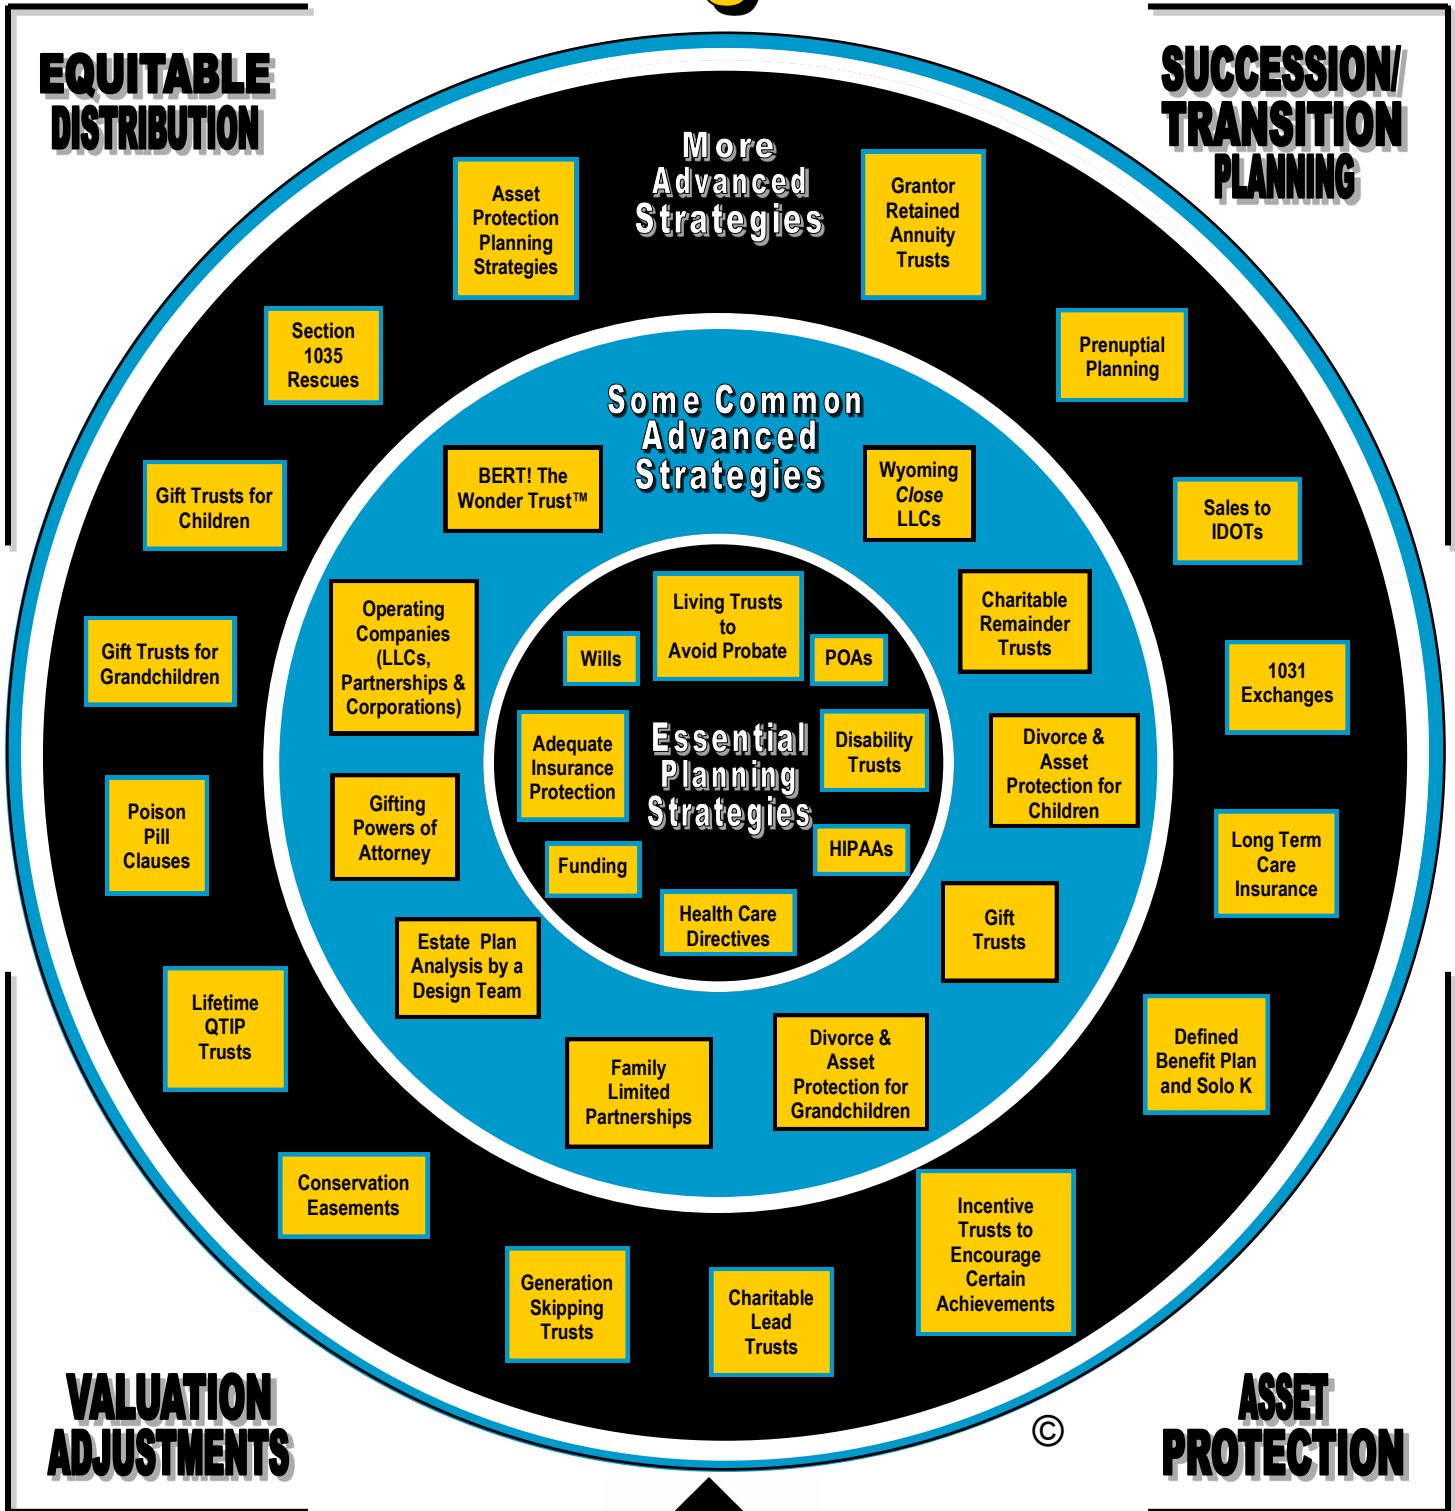 EQUITABLE
DISTRIBUTION
SUCCESSION/
TRANSITION
PLANNING
More
Advanced
Strategies
Asset
Protection
Planning
Strategies
Grantor
Retained
Annuity
Trusts
Section
1035
Rescues
Prenuptial
Planning
Gift Trusts for
Children
Sales to
IDOTs
Gift Trusts for
Grandchildren
1031
Exchanges
Poison
Pill
Clauses
Long Term
Care
Insurance
Lifetime
QTIP
Trusts
Defined
Benefit Plan
and Solo K
Conservation
Easements
Incentive
Trusts to
Encourage
Certain
Achievements
Generation
Skipping
Trusts
Charitable
Lead
Trusts
Some Common
Advanced
Strategies
BERT! The
Wonder Trust™
Wyoming
Close
LLCs
Operating
Companies
(LLCs,
Partnerships &
Corporations)
Charitable
Remainder
Trusts
Gifting
Powers of
Attorney
Divorce &
Asset
Protection for
Children
Estate Plan
Analysis by a
Design Team
Gift
Trusts
Family
Limited
Partnerships
Divorce &
Asset
Protection for
Grandchildren
Living Trusts
to
Avoid Probate
Wills
POAs
Essential
Planning
Strategies
Adequate
Insurance
Protection
Disability
Trusts
Funding
HIPAAs
Health Care
Directives
VALUATION
ADJUSTMENTS
©
ASSET
PROTECTION